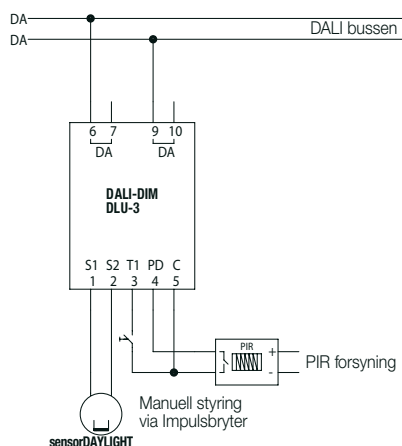 DA
DALI bussen
DA
6 7 9 10
DA DA
DALI-DIM
DLU-3
S1 S2 T1 PD C
1 2 3 4 5
PIR
+
-
PIR forsyning
Manuell styring
via Impulsbryter
sensorDAYLIGHT